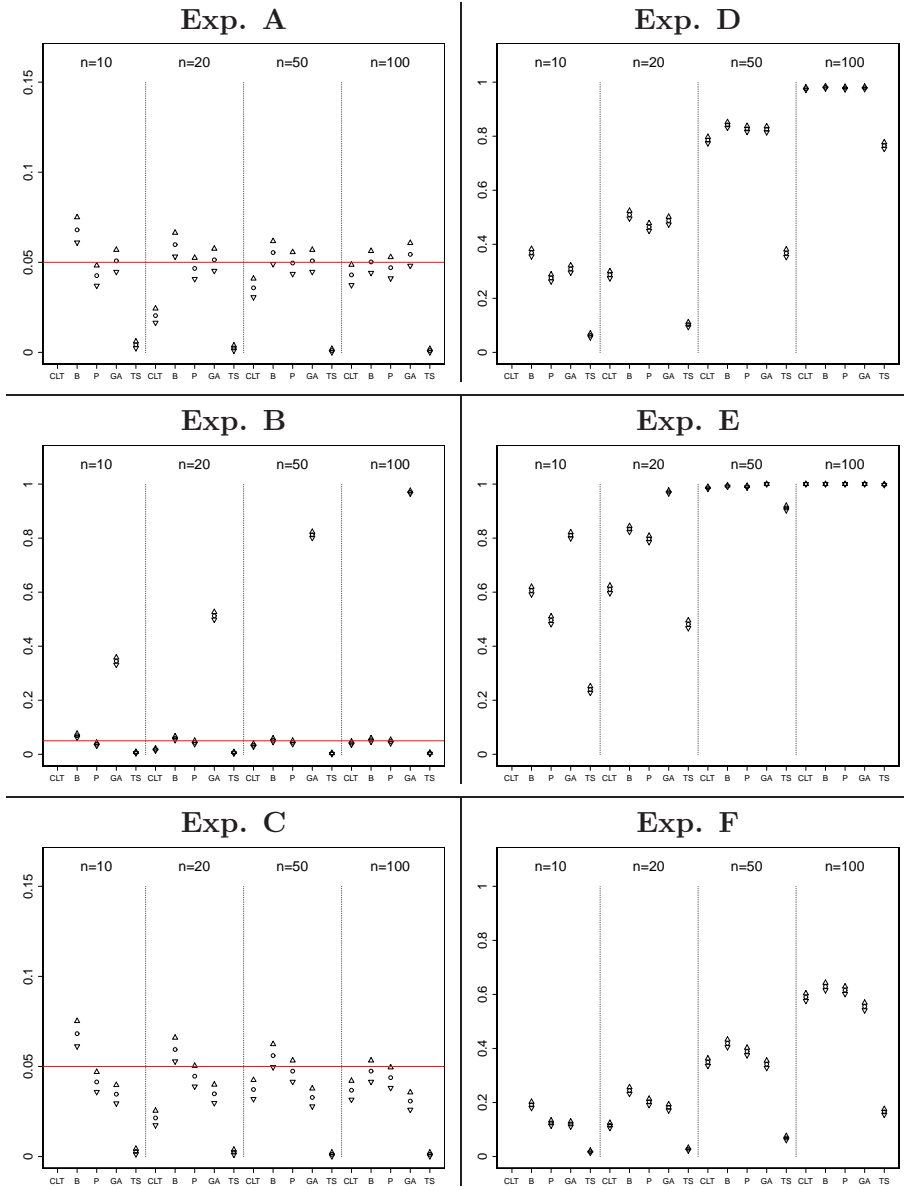 Exp. A
n=10 n=20 n=50 n=100
0.15
0.1
0.05
0
CLT B P GA TS CLT B P GA TS CLT B P GA TS CLT B P GA TS
Exp. D
n=10 n=20 n=50 n=100
1
0.8
0.6
0.4
0.2
0
CLT B P GA TS CLT B P GA TS CLT B P GA TS CLT B P GA TS
Exp. B
n=10 n=20 n=50 n=100
1
0.8
0.6
0.4
0.2
0
CLT B P GA TS CLT B P GA TS CLT B P GA TS CLT B P GA TS
Exp. E
n=10 n=20 n=50 n=100
1
0.8
0.6
0.4
0.2
0
CLT B P GA TS CLT B P GA TS CLT B P GA TS CLT B P GA TS
Exp. C
n=10 n=20 n=50 n=100
0.15
0.1
0.05
0
CLT B P GA TS CLT B P GA TS CLT B P GA TS CLT B P GA TS
Exp. F
n=10 n=20 n=50 n=100
1
0.8
0.6
0.4
0.2
0
CLT B P GA TS CLT B P GA TS CLT B P GA TS CLT B P GA TS